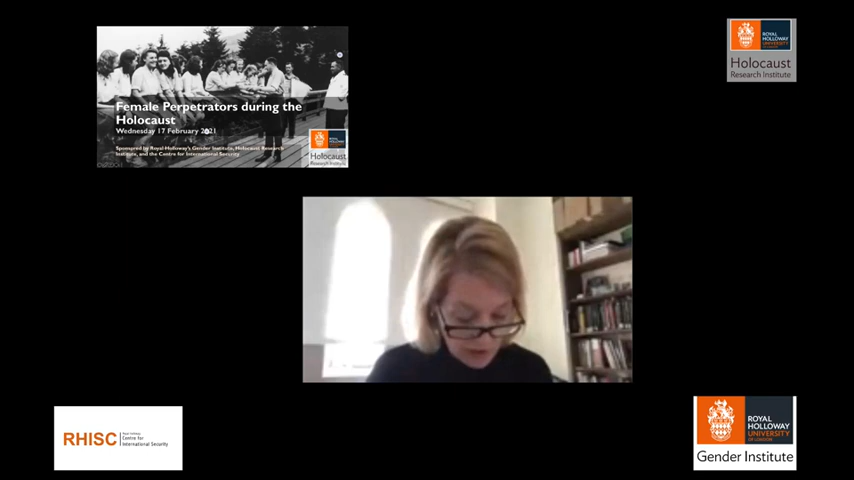 Female Perpetrators during the
Holocaust
Wednesday 17 February 2021
Sponsored by Royal Holloway's Gender Institute, Holocaust Research
Institute, and the Centre for International Security
ROYAL
HOLLOWAY
UNIVERSITY
OF LONDON
Holocaust
Research Institute
Holocaust
Research Institute
RHISC
Royal Holloway
Centre for
International Security
ROYAL
HOLLOWAY
UNIVERSITY
OF LONDON
Gender Institute